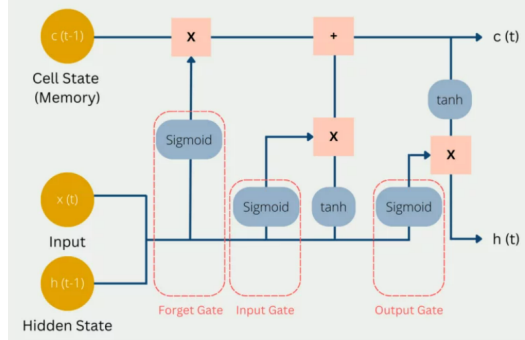 c (t-1)
X
+
c (t)
Cell State
(Memory)
tanh
Sigmoid
X
X
x (t)
Sigmoid
tanh
Sigmoid
Input
h (t)
h (t-1)
Forget Gate
Input Gate
Output Gate
Hidden State